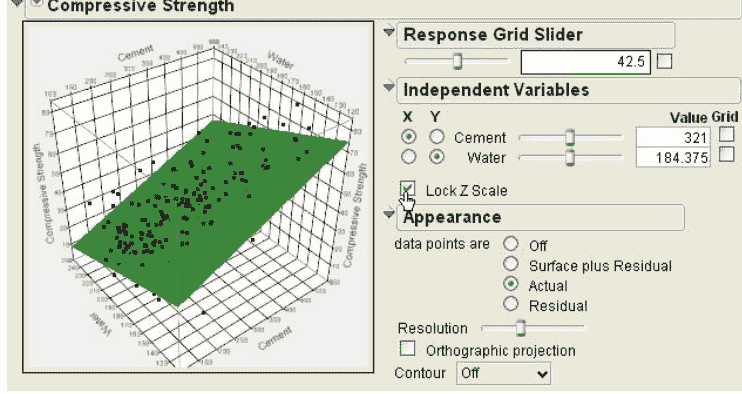 Compressive Strength
Cement
Water
Compressive Strength
Compressive Strength
Water
Cement
Response Grid Slider
42.5
Independent Variables
X Y Value Grid
Cement 321
Water 184.375
Lock Z Scale
Appearance
data points are Off
Surface plus Residual
Actual
Residual
Resolution
Orthographic projection
Contour Off